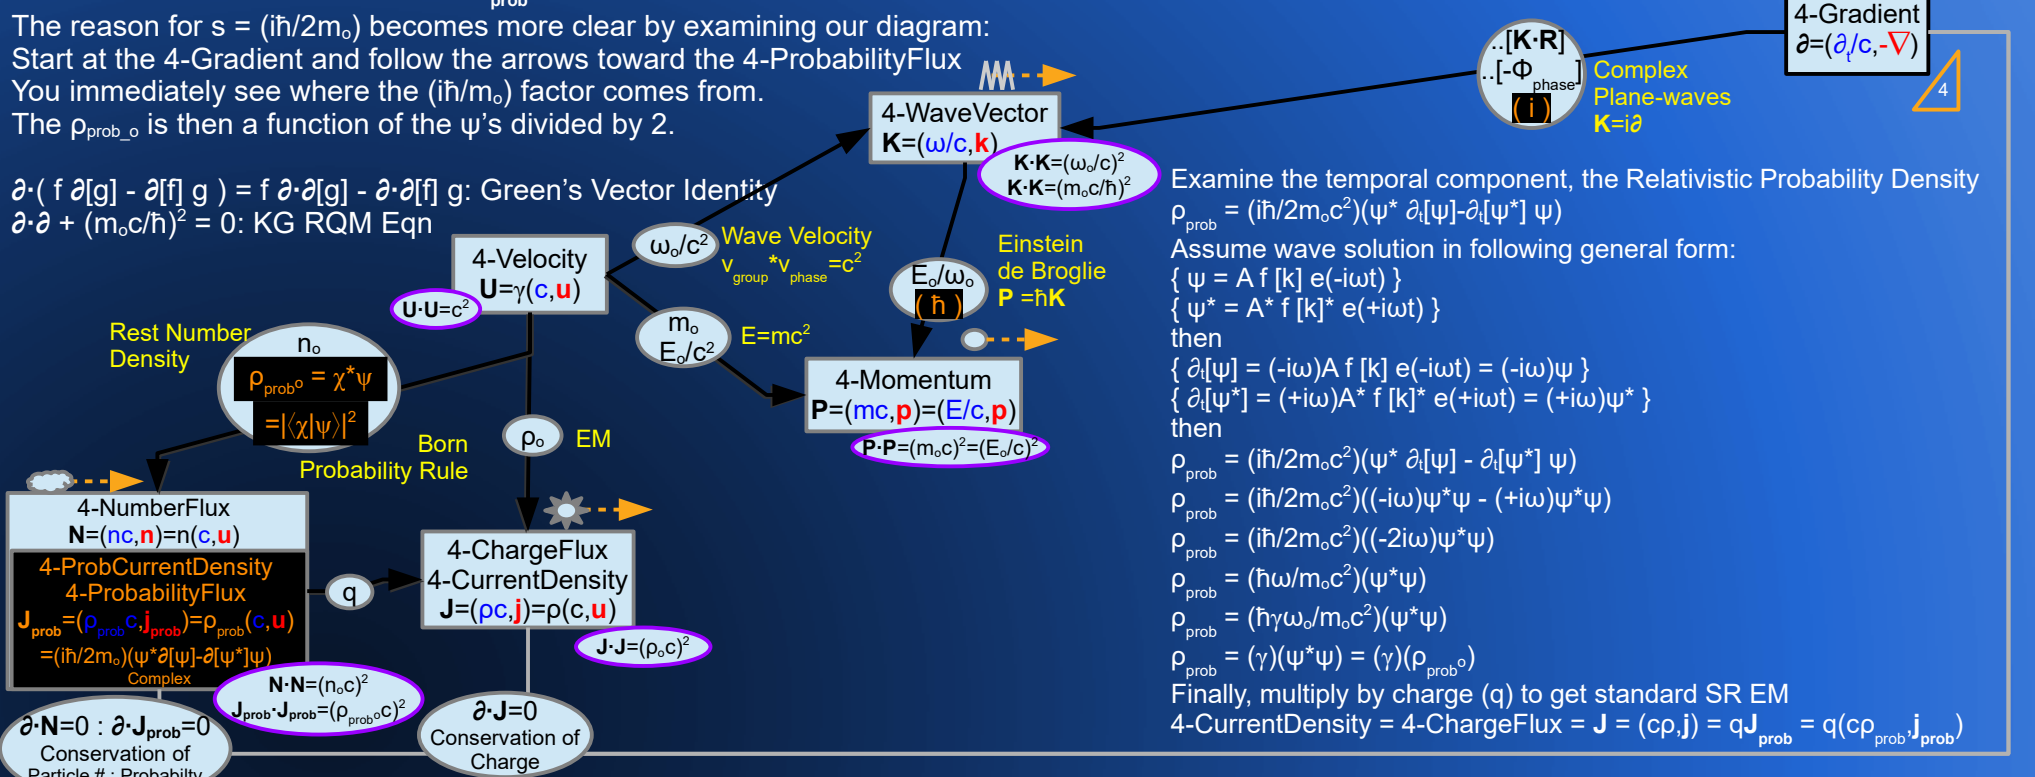 prob
The reason for s = (iħ/2mₒ) becomes more clear by examining our diagram:
Start at the 4-Gradient and follow the arrows toward the 4-ProbabilityFlux
You immediately see where the (iħ/mₒ) factor comes from.
The ρprob_o is then a function of the ψ's divided by 2.
∂·( f ∂[g] - ∂[f] g ) = f ∂·∂[g] - ∂·∂[f] g: Green's Vector Identity
∂·∂ + (mₒc/ħ)² = 0: KG RQM Eqn
4-Gradient
∂=(∂ₜ/c,-∇)
4
..[K·R]
..[-Φphase]
( i )
Complex
Plane-waves
K=i∂
4-WaveVector
K=(ω/c,k)
K·K=(ωₒ/c)²
K·K=(mₒc/ħ)²
4-Velocity
U=γ(c,u)
U·U=c²
ωₒ/c²
Wave Velocity
vgroup*vphase=c²
mₒ
Eₒ/c²
E=mc²
Eₒ/ωₒ
( ħ )
Einstein
de Broglie
P =ħK
4-Momentum
P=(mc,p)=(E/c,p)
P·P=(mₒc)²=(Eₒ/c)²
Rest Number
Density
nₒ
ρprobo = χ*ψ
=|⟨χ|ψ⟩|²
Born
Probability Rule
ρₒ
EM
4-NumberFlux
N=(nc,n)=n(c,u)
4-ProbCurrentDensity
4-ProbabilityFlux
Jprob=(ρprobc,jprob)=ρprob(c,u)
=(iħ/2mₒ)(ψ*∂[ψ]-∂[ψ*]ψ)
Complex
N·N=(nₒc)²
Jprob·Jprob=(ρproboc)²
∂·N=0 : ∂·Jprob=0
Conservation of
Particle # : Probabilty
q
4-ChargeFlux
4-CurrentDensity
J=(ρc,j)=ρ(c,u)
J·J=(ρₒc)²
∂·J=0
Conservation of
Charge
Examine the temporal component, the Relativistic Probability Density
ρprob = (iħ/2mₒc²)(ψ* ∂ₜ[ψ]-∂ₜ[ψ*] ψ)
Assume wave solution in following general form:
{ ψ = A f [k] e(-iωt) }
{ ψ* = A* f [k]* e(+iωt) }
then
{ ∂ₜ[ψ] = (-iω)A f [k] e(-iωt) = (-iω)ψ }
{ ∂ₜ[ψ*] = (+iω)A* f [k]* e(+iωt) = (+iω)ψ* }
then
ρprob = (iħ/2mₒc²)(ψ* ∂ₜ[ψ] - ∂ₜ[ψ*] ψ)
ρprob = (iħ/2mₒc²)((-iω)ψ*ψ - (+iω)ψ*ψ)
ρprob = (iħ/2mₒc²)((-2iω)ψ*ψ)
ρprob = (ħω/mₒc²)(ψ*ψ)
ρprob = (ħγωₒ/mₒc²)(ψ*ψ)
ρprob = (γ)(ψ*ψ) = (γ)(ρprobo)
Finally, multiply by charge (q) to get standard SR EM
4-CurrentDensity = 4-ChargeFlux = J = (cρ,j) = qJprob = q(cρprob,jprob)